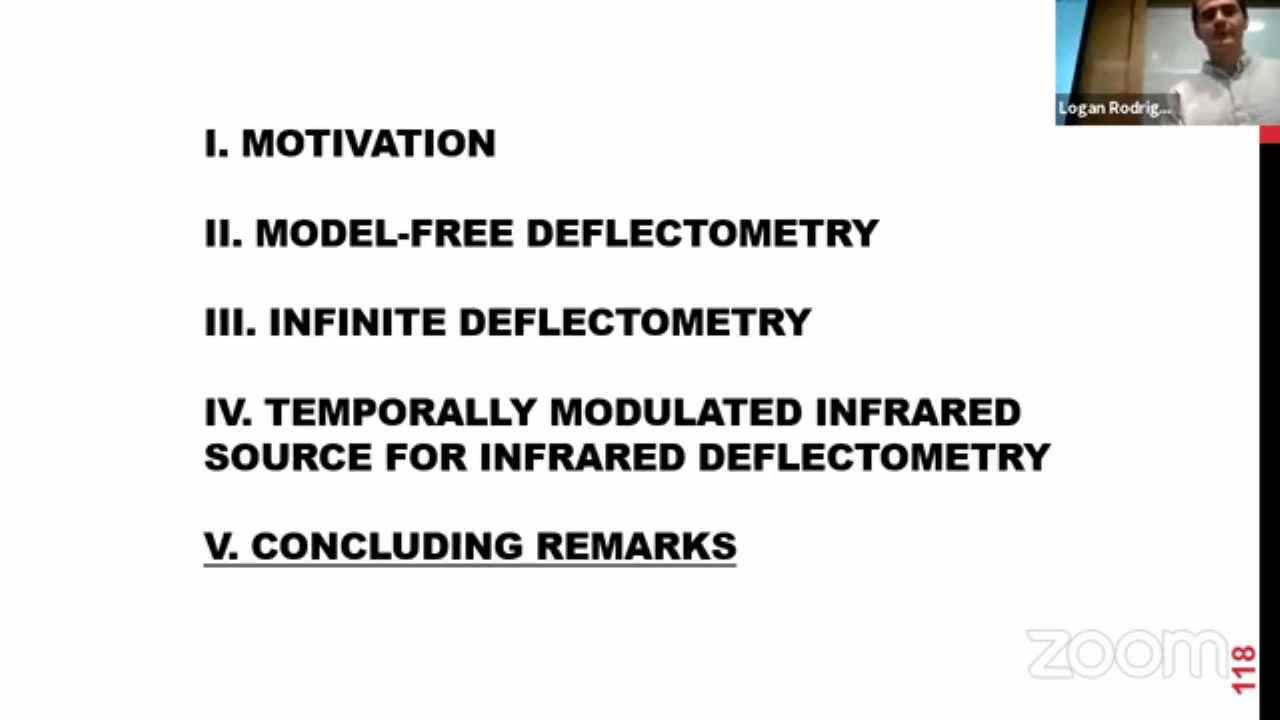 Logan Rodrig...
I. MOTIVATION
II. MODEL-FREE DEFLECTOMETRY
III. INFINITE DEFLECTOMETRY
IV. TEMPORALLY MODULATED INFRARED
SOURCE FOR INFRARED DEFLECTOMETRY
V. CONCLUDING REMARKS
zoom
118